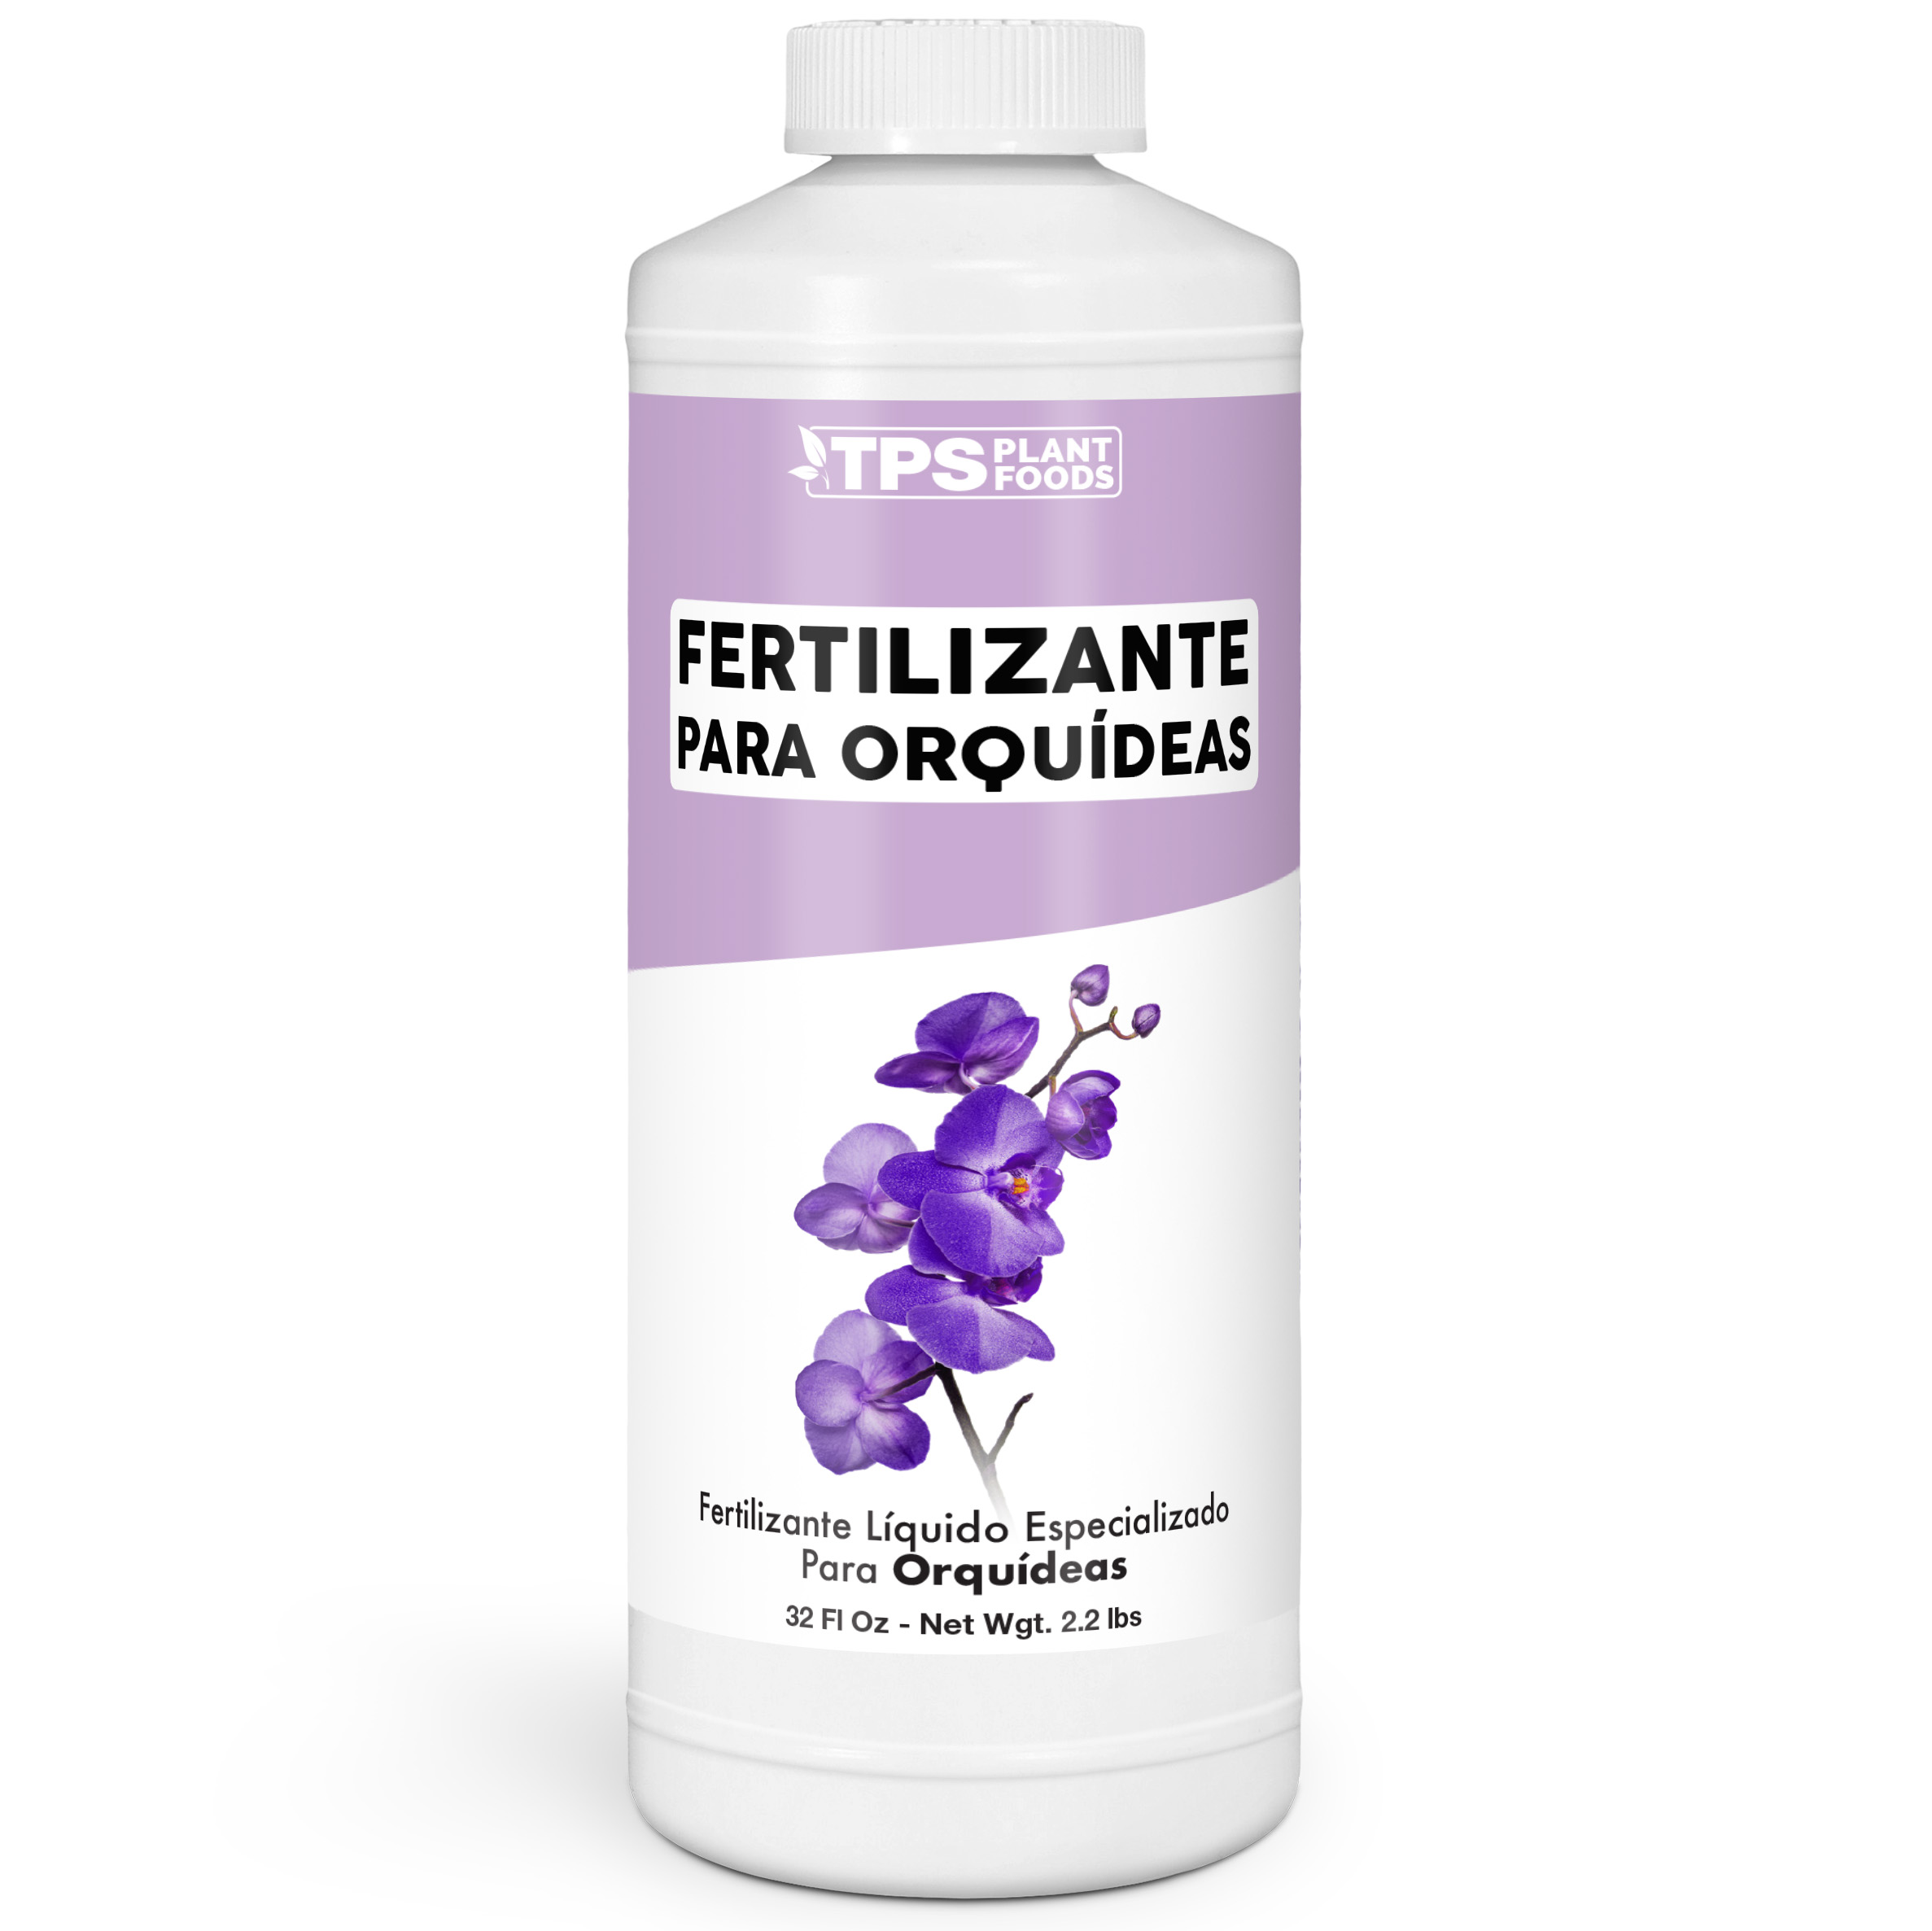 TPS PLANT FOODS
FERTILIZANTE
PARA ORQUÍDEAS
Fertilizante Líquido Especializado
Para Orquídeas
32 Fl Oz - Net Wgt. 2.2 lbs